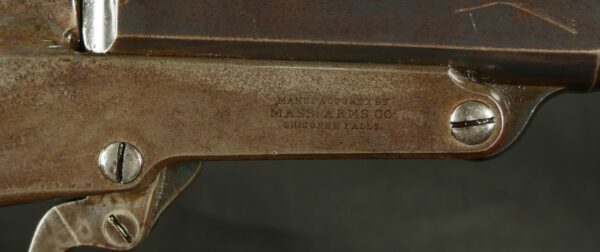 MANUFACTURED BY
MASS. ARMS CO.
CHICOPEE FALLS.